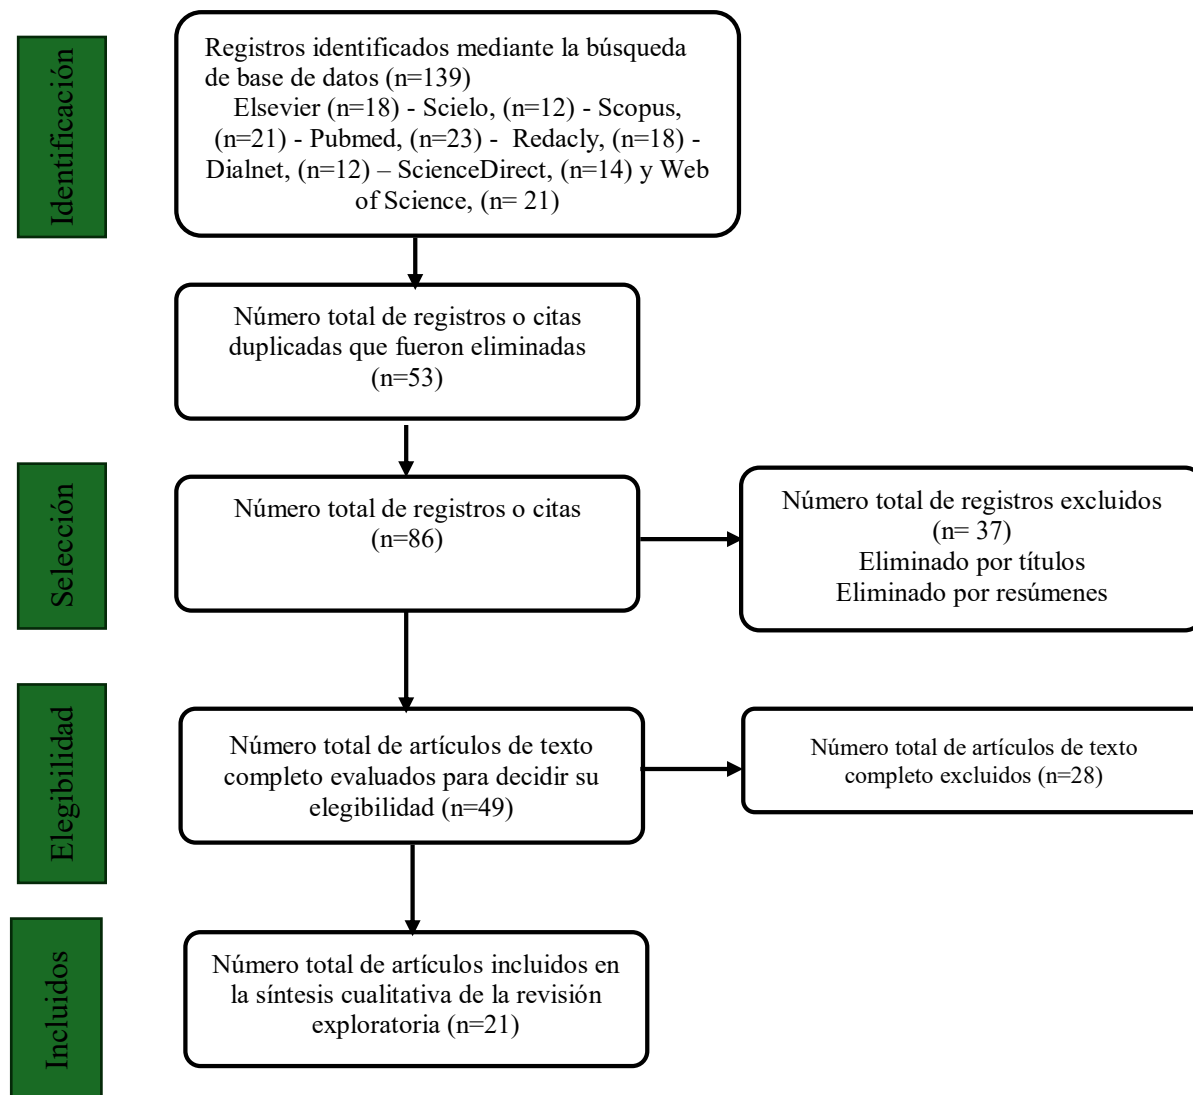 Identificación
Registros identificados mediante la búsqueda
de base de datos (n=139)
Elsevier (n=18) - Scielo, (n=12) - Scopus,
(n=21) - Pubmed, (n=23) - Redacly, (n=18) -
Dialnet, (n=12) – ScienceDirect, (n=14) y Web
of Science, (n= 21)
Número total de registros o citas
duplicadas que fueron eliminadas
(n=53)
Selección
Número total de registros o citas
(n=86)
Número total de registros excluidos
(n= 37)
Eliminado por títulos
Eliminado por resúmenes
Elegibilidad
Número total de artículos de texto
completo evaluados para decidir su
elegibilidad (n=49)
Número total de artículos de texto
completo excluidos (n=28)
Incluidos
Número total de artículos incluidos en
la síntesis cualitativa de la revisión
exploratoria (n=21)